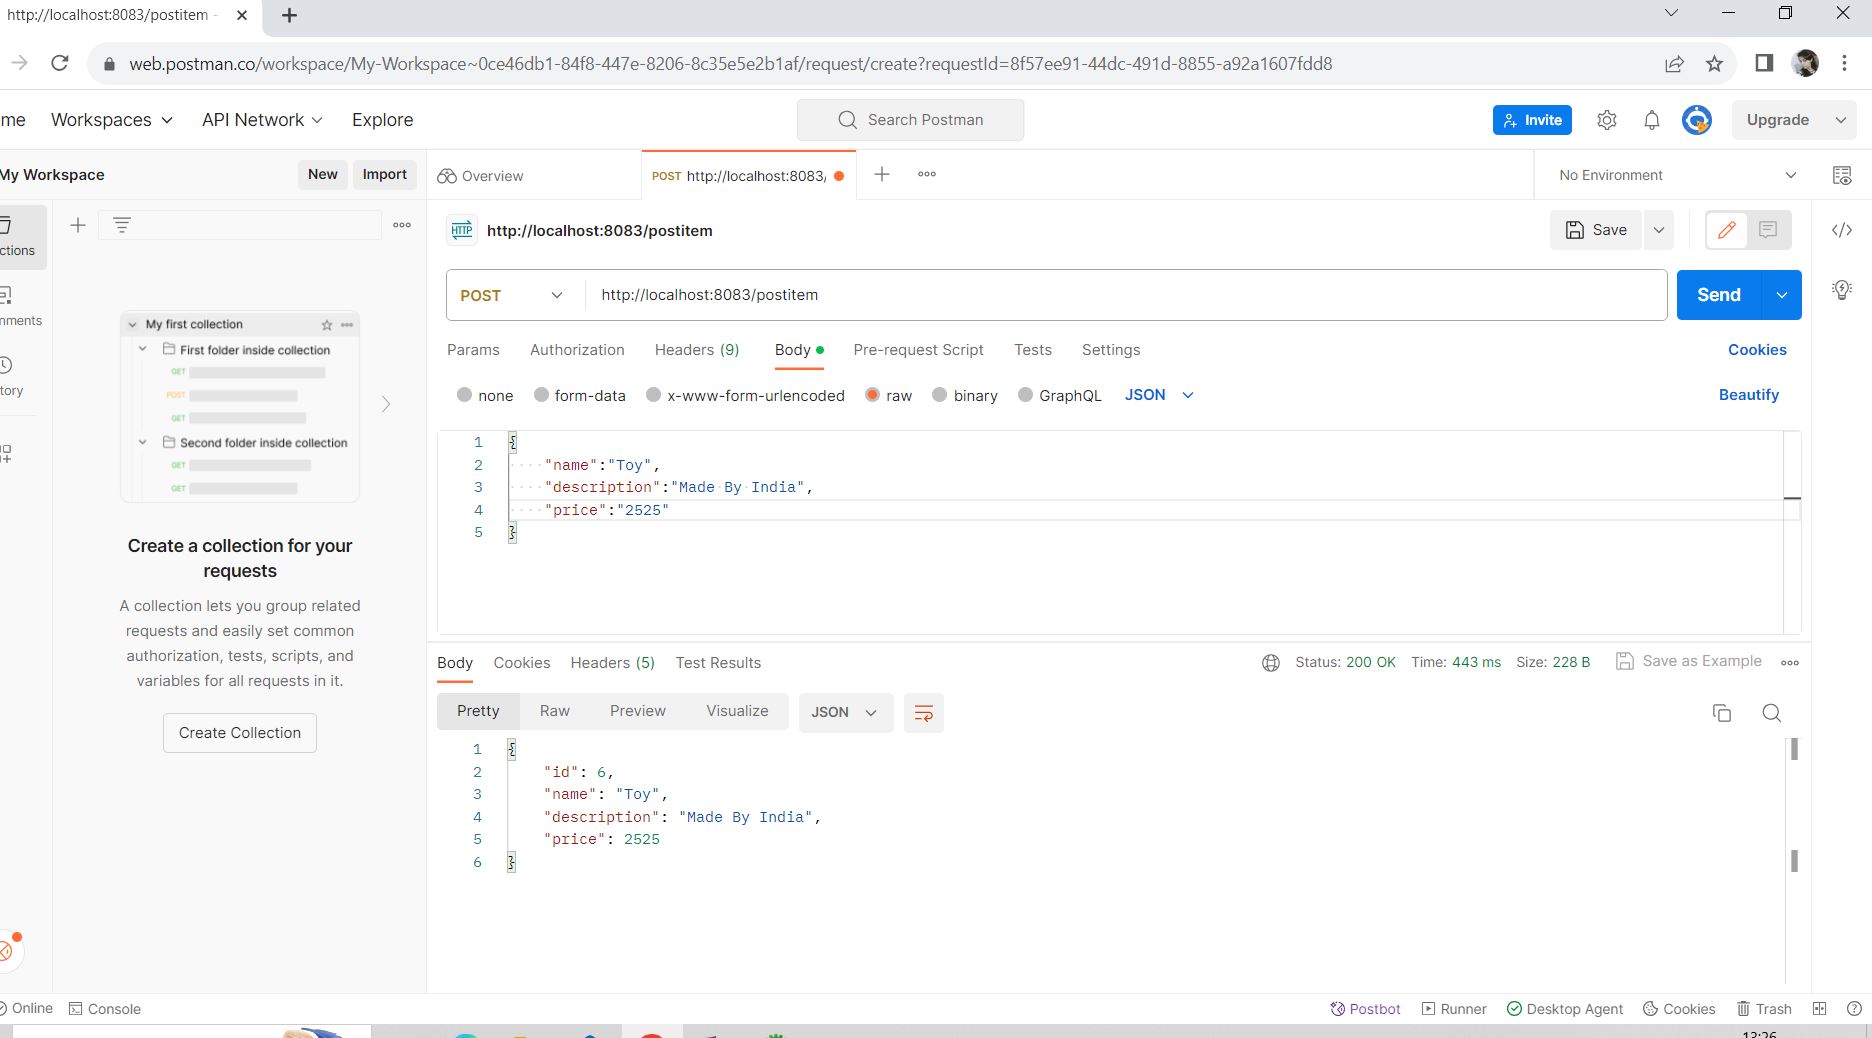 http://localhost:8083/postitem -
web.postman.co/workspace/My-Workspace~0ce46db1-84f8-447e-8206-8c35e5e2b1af/request/create?requestId=8f57ee91-44dc-491d-8855-a92a1607fdd8
me Workspaces API Network Explore Search Postman Invite Upgrade
My Workspace New Import Overview POST http://localhost:8083/ No Environment
ctions
HTTP http://localhost:8083/postitem Save
POST http://localhost:8083/postitem Send
nments
tory
My first collection
First folder inside collection
GET
POST
GET
Second folder inside collection
GET
GET
Create a collection for your
requests
A collection lets you group related
requests and easily set common
authorization, tests, scripts, and
variables for all requests in it.
Create Collection
Params Authorization Headers (9) Body Pre-request Script Tests Settings Cookies
none form-data x-www-form-urlencoded raw binary GraphQL JSON Beautify
1 {
2 "name":"Toy",
3 "description":"Made By India",
4 "price":"2525"
5 }
Body Cookies Headers (5) Test Results Status: 200 OK Time: 443 ms Size: 228 B Save as Example
Pretty Raw Preview Visualize JSON
1 {
2 "id": 6,
3 "name": "Toy",
4 "description": "Made By India",
5 "price": 2525
6 }
Online Console Postbot Runner Desktop Agent Cookies Trash
13:26